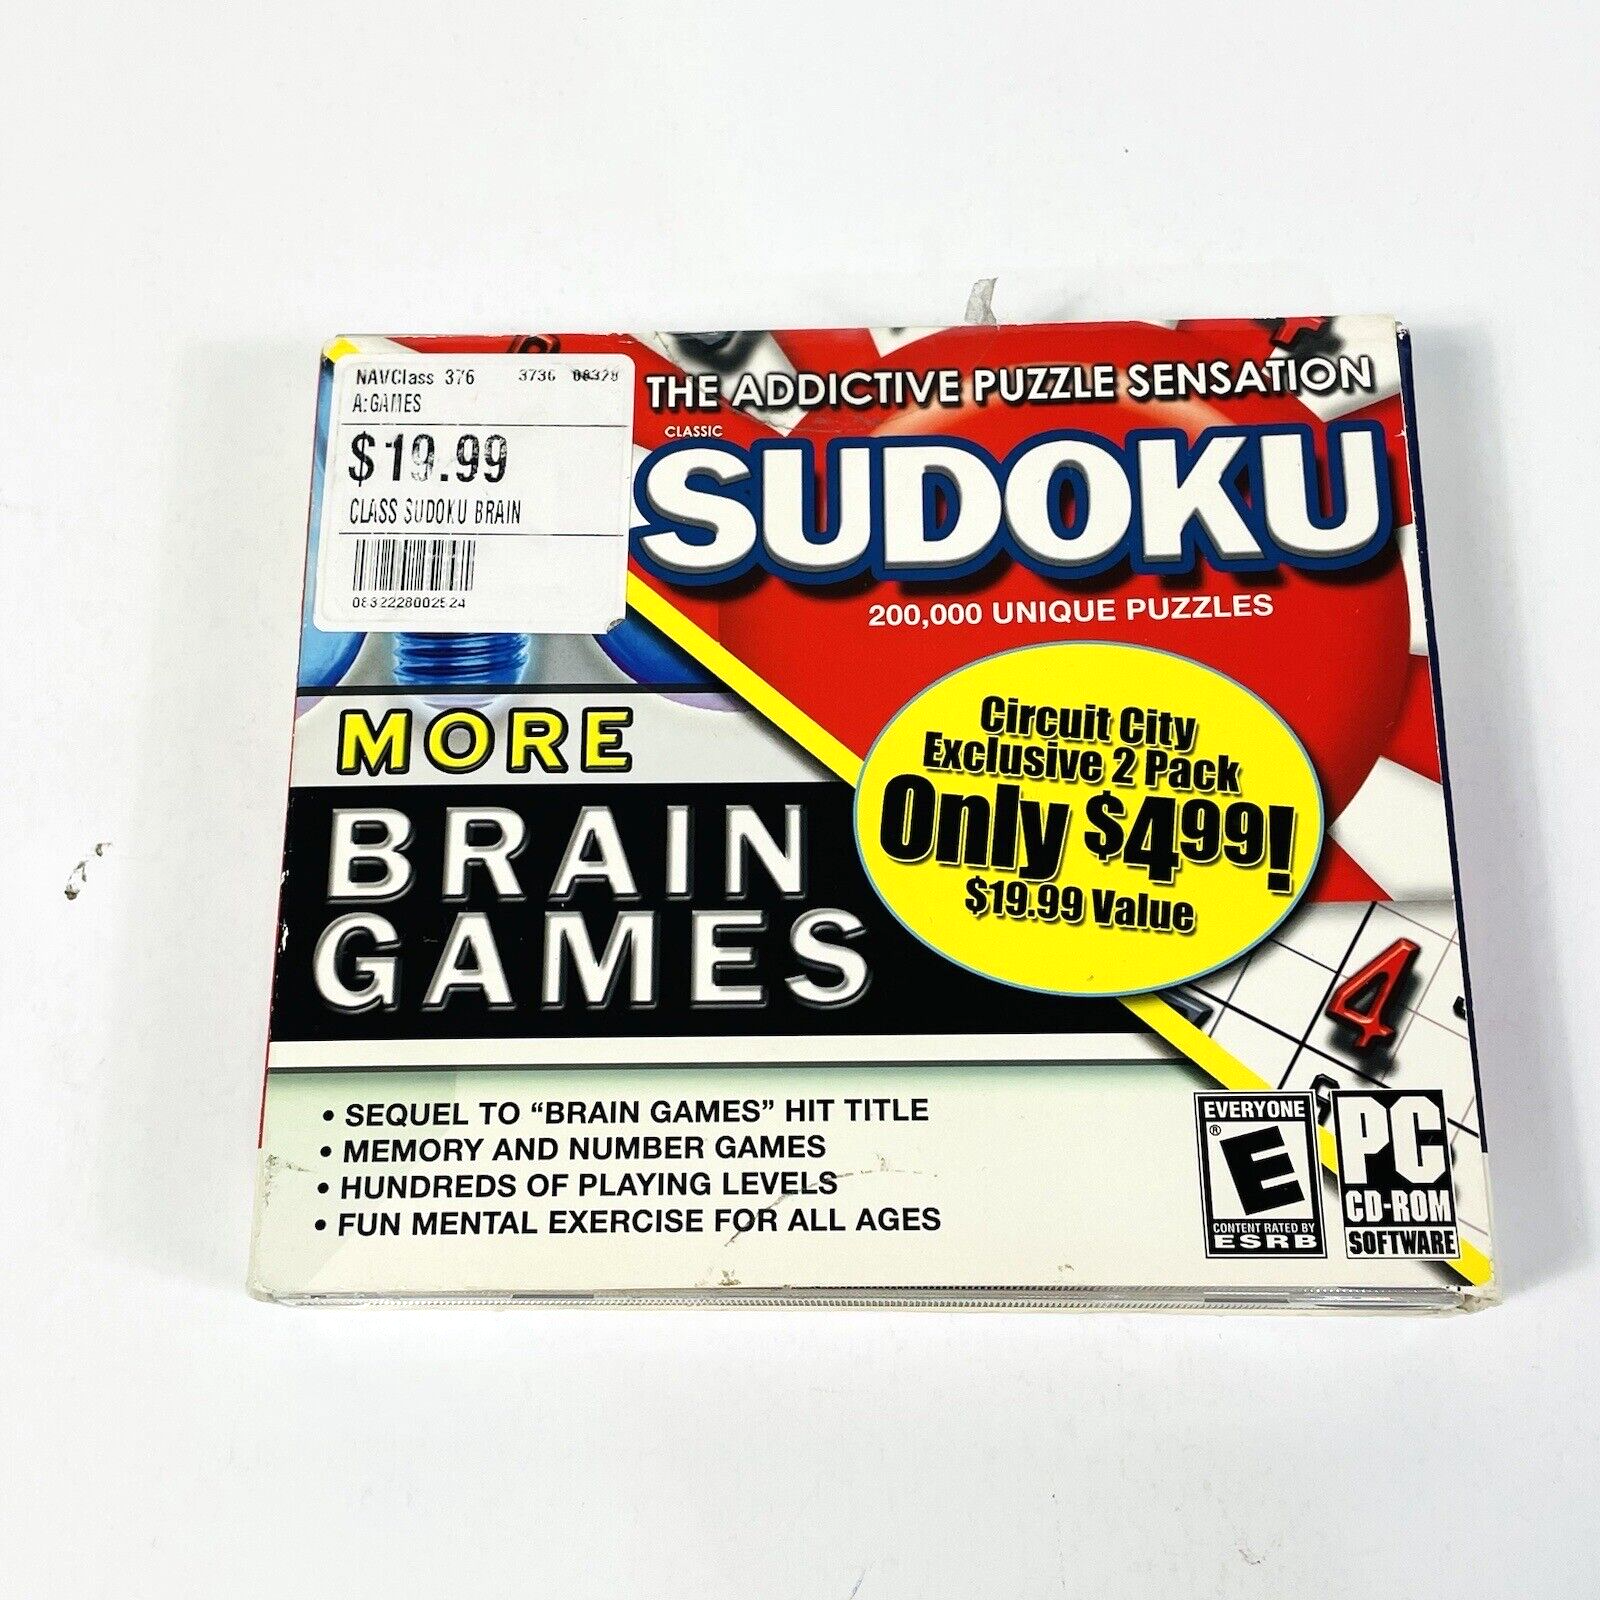 NAVClass 376 3736 08328
A:GAMES
$19.99
CLASS SUDOKU BRAIN
0832228002524
THE ADDICTIVE PUZZLE SENSATION
CLASSIC
SUDOKU
200,000 UNIQUE PUZZLES
Circuit City
Exclusive 2 Pack
Only $4.99!
$19.99 Value
MORE
BRAIN
GAMES
• SEQUEL TO “BRAIN GAMES” HIT TITLE
• MEMORY AND NUMBER GAMES
• HUNDREDS OF PLAYING LEVELS
• FUN MENTAL EXERCISE FOR ALL AGES
4
EVERYONE
E
®
CONTENT RATED BY
ESRB
PC
CD-ROM
SOFTWARE